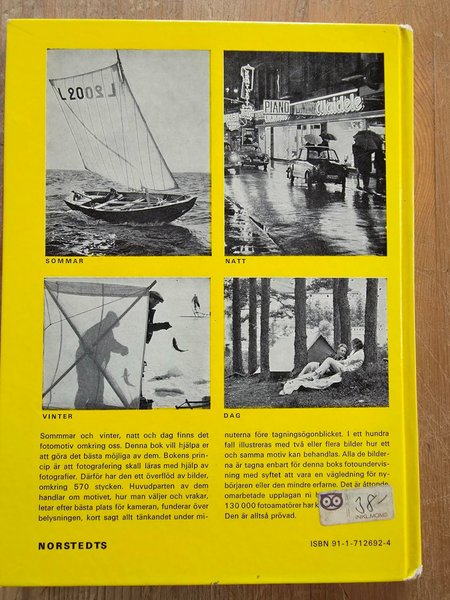 L 2002
PIANO
SOMMAR
NATT
VINTER
DAG
Sommmar och vinter, natt och dag finns det
fotomotiv omkring oss. Denna bok vill hjälpa er
att göra det bästa möjliga av dem. Bokens prin-
cip är att fotografering skall läras med hjälp av
fotografier. Därför har den ett överflöd av bilder,
omkring 570 stycken. Huvudparten av dem
handlar om motivet, hur man väljer och vrakar,
letar efter bästa plats för kameran, funderar över
belysningen, kort sagt allt tänkandet under mi-
nuterna före tagningsögonblicket. I ett hundra
fall illustreras med två eller flera bilder hur ett
och samma motiv kan behandlas. Alla de bilder-
na är tagna enbart för denna boks fotoundervis-
ning med syftet att vara en vägledning för ny-
börjaren eller den mindre erfarne. Det är åttonde
omarbetade upplagan ni
130 000 fotoamatörer har k
Den är alltså prövad.
38:-
INKL.MOMS
NORSTEDTS
ISBN 91-1-712692-4